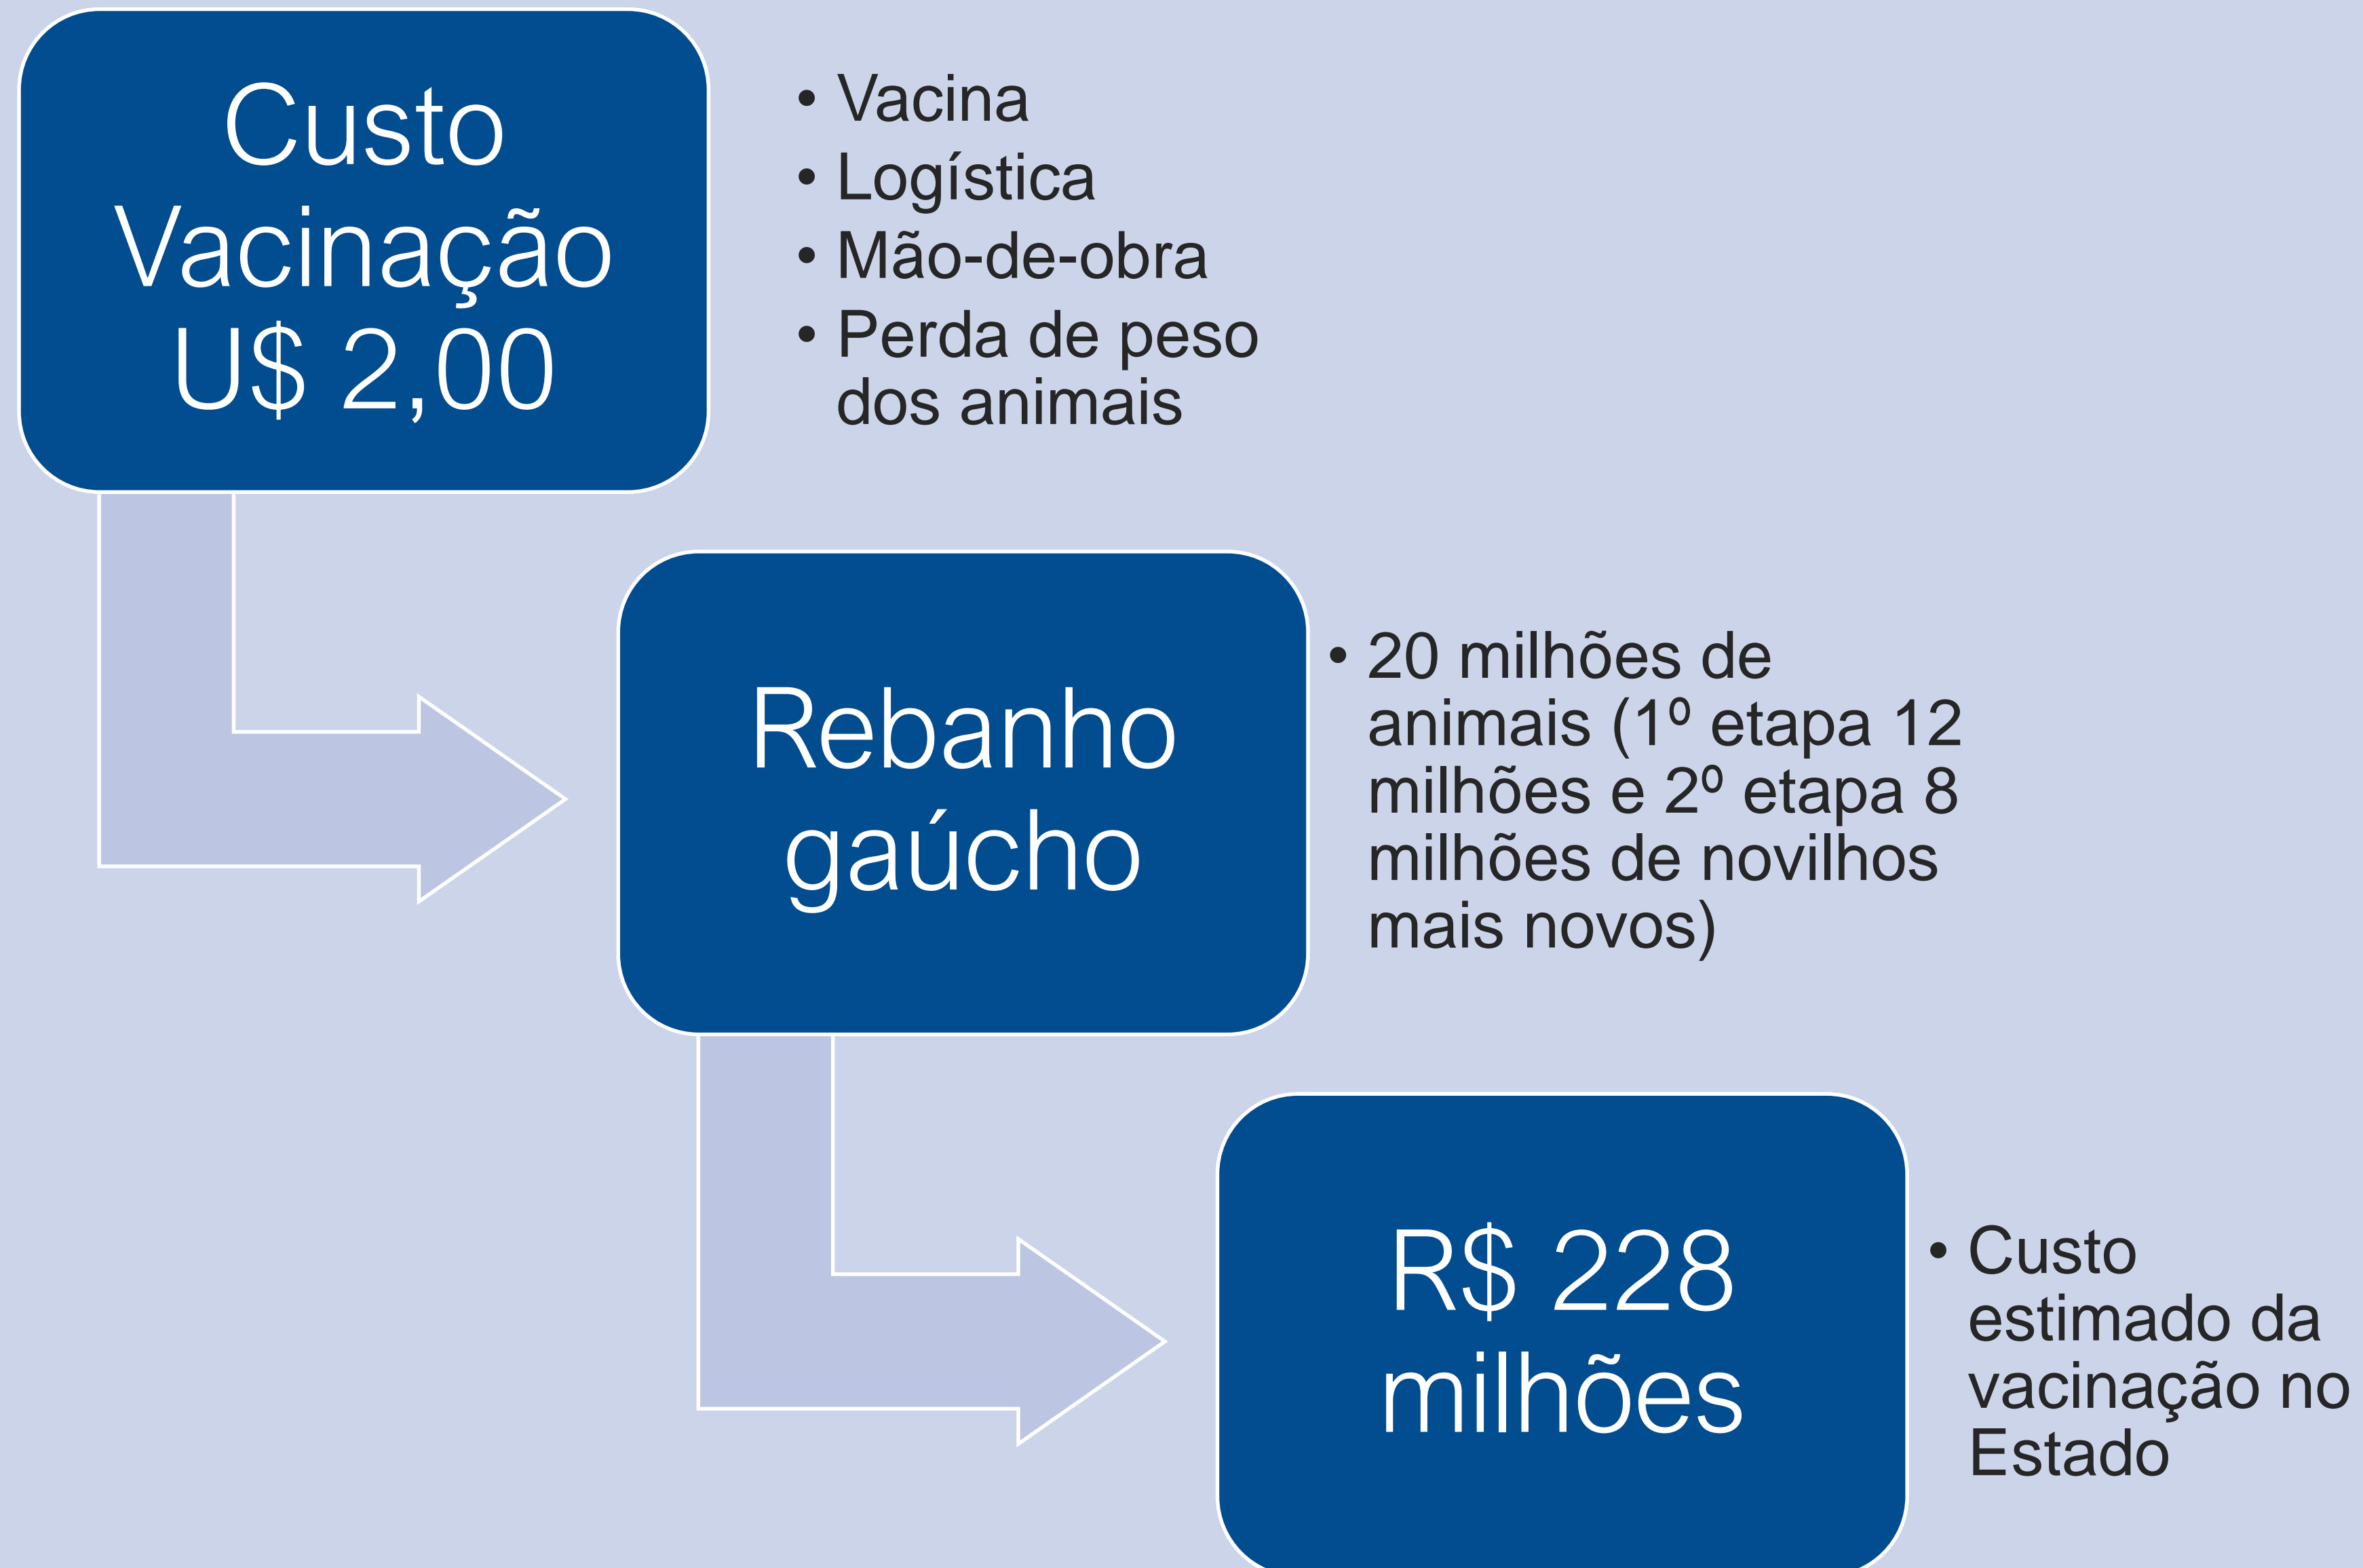 Custo
Vacinação
U$ 2,00
• Vacina
• Logística
• Mão-de-obra
• Perda de peso
dos animais
Rebanho
gaúcho
• 20 milhões de
animais (1º etapa 12
milhões e 2º etapa 8
milhões de novilhos
mais novos)
R$ 228
milhões
• Custo
estimado da
vacinação no
Estado